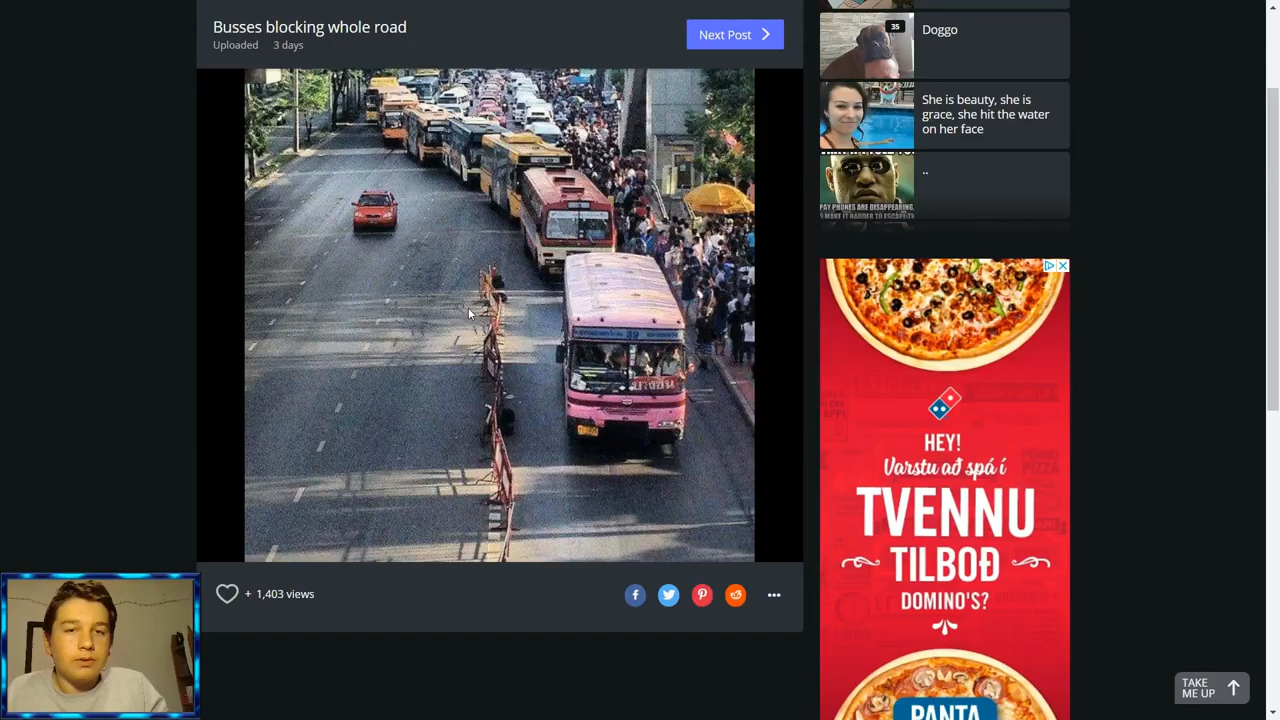 Busses blocking whole road
Uploaded 3 days
Next Post
35
Doggo
She is beauty, she is
grace, she hit the water
on her face
PAY PHONES ARE DISAPPEARING,
..
39
+ 1,403 views
HEY!
Varstu að spá í
TVENNU
TILBOÐ
DOMINO'S?
PANTA
TAKE
ME UP